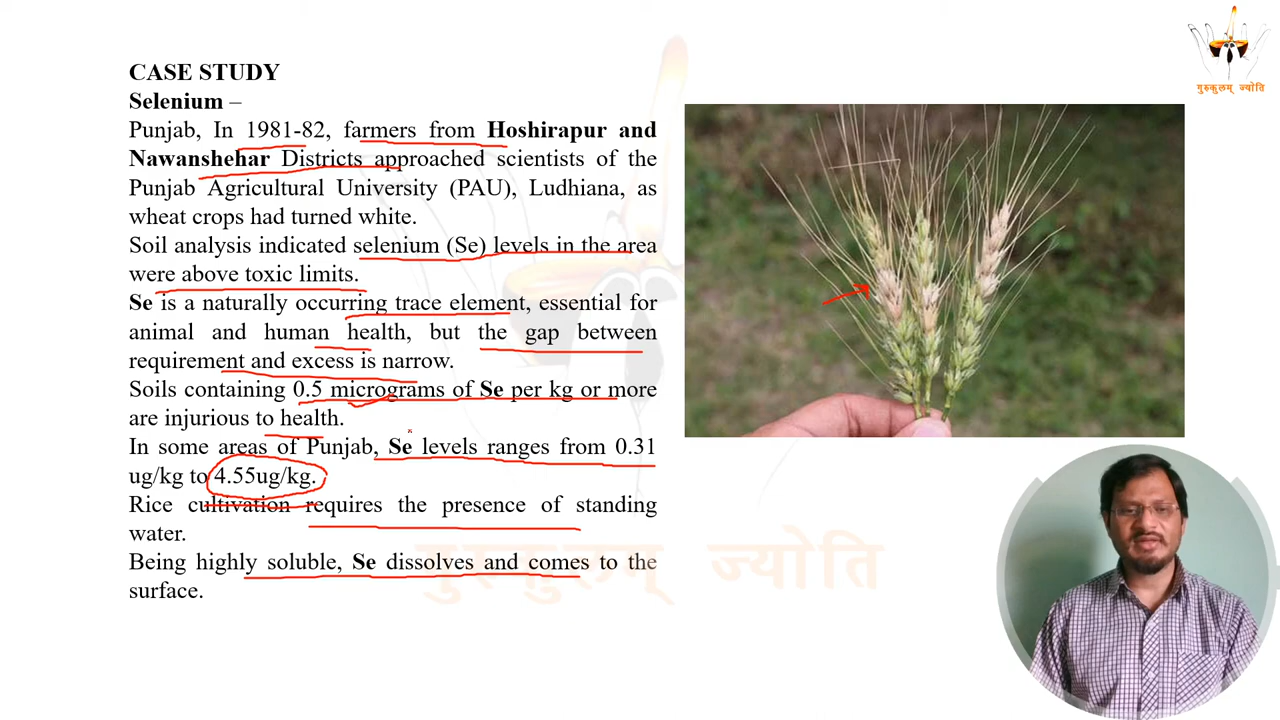 गुरुकुलम् ज्योति
CASE STUDY
Selenium –
Punjab, In 1981-82, farmers from Hoshirapur and
Nawanshehar Districts approached scientists of the
Punjab Agricultural University (PAU), Ludhiana, as
wheat crops had turned white.
Soil analysis indicated selenium (Se) levels in the area
were above toxic limits.
Se is a naturally occurring trace element, essential for
animal and human health, but the gap between
requirement and excess is narrow.
Soils containing 0.5 micrograms of Se per kg or more
are injurious to health.
In some areas of Punjab, Se levels ranges from 0.31
ug/kg to 4.55ug/kg.
Rice cultivation requires the presence of standing
water.
Being highly soluble, Se dissolves and comes to the
surface.
गुरुकुलम् ज्योति